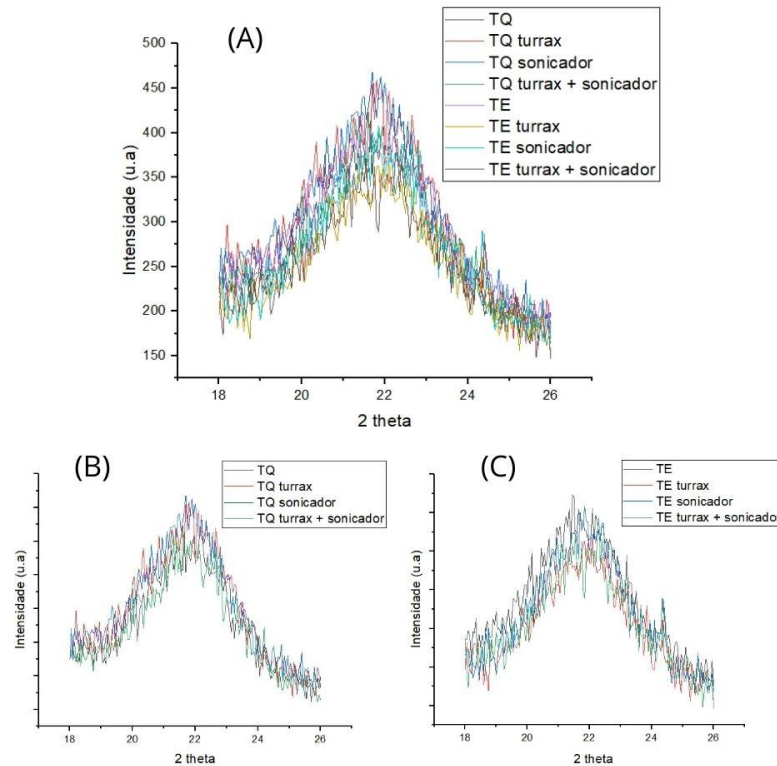 (A)
TQ
TQ turrax
TQ sonicador
TQ turrax + sonicador
TE
TE turrax
TE sonicador
TE turrax + sonicador
500
450
400
350
300
250
200
150
Intensidade (u.a)
18 20 22 24 26
2 theta
(B)
TQ
TQ turrax
TQ sonicador
TQ turrax + sonicador
Intensidade (u.a)
18 20 22 24 26
2 theta
(C)
TE
TE turrax
TE sonicador
TE turrax + sonicador
Intensidade (u.a)
18 20 22 24 26
2 theta